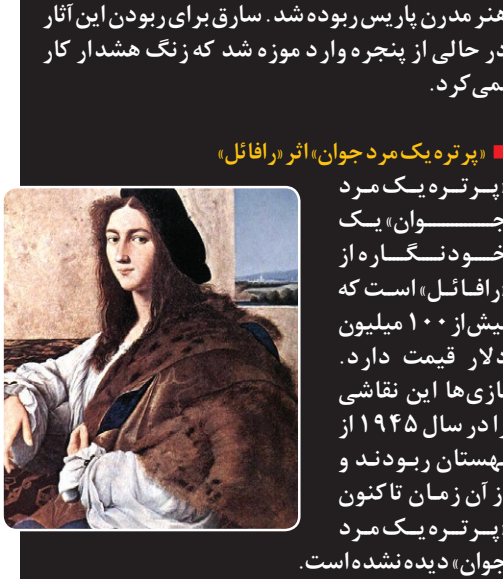 هنر مدرن پاریس ربوده شد. سارق برای ربودن این آثار
در حالی از پنجره وارد موزه شد که زنگ هشدار کار
نمی‌کرد.
«پرتره یک مرد جوان» اثر «رافائل»
«پرتره یک مرد
جوان» یک
خودنگاره از
«رافائل» است که
بیش از ۱۰۰ میلیون
دلار قیمت دارد.
نازی‌ها این نقاشی
را در سال ۱۹۴۵ از
لهستان ربودند و
از آن زمان تاکنون
«پرتره یک مرد
جوان» دیده نشده‌است.